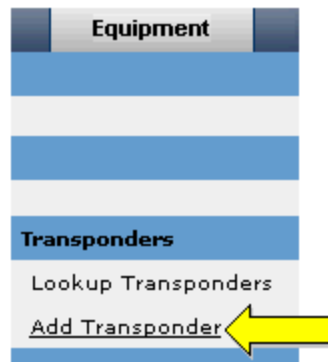 Equipment
Transponders
Lookup Transponders
Add Transponder